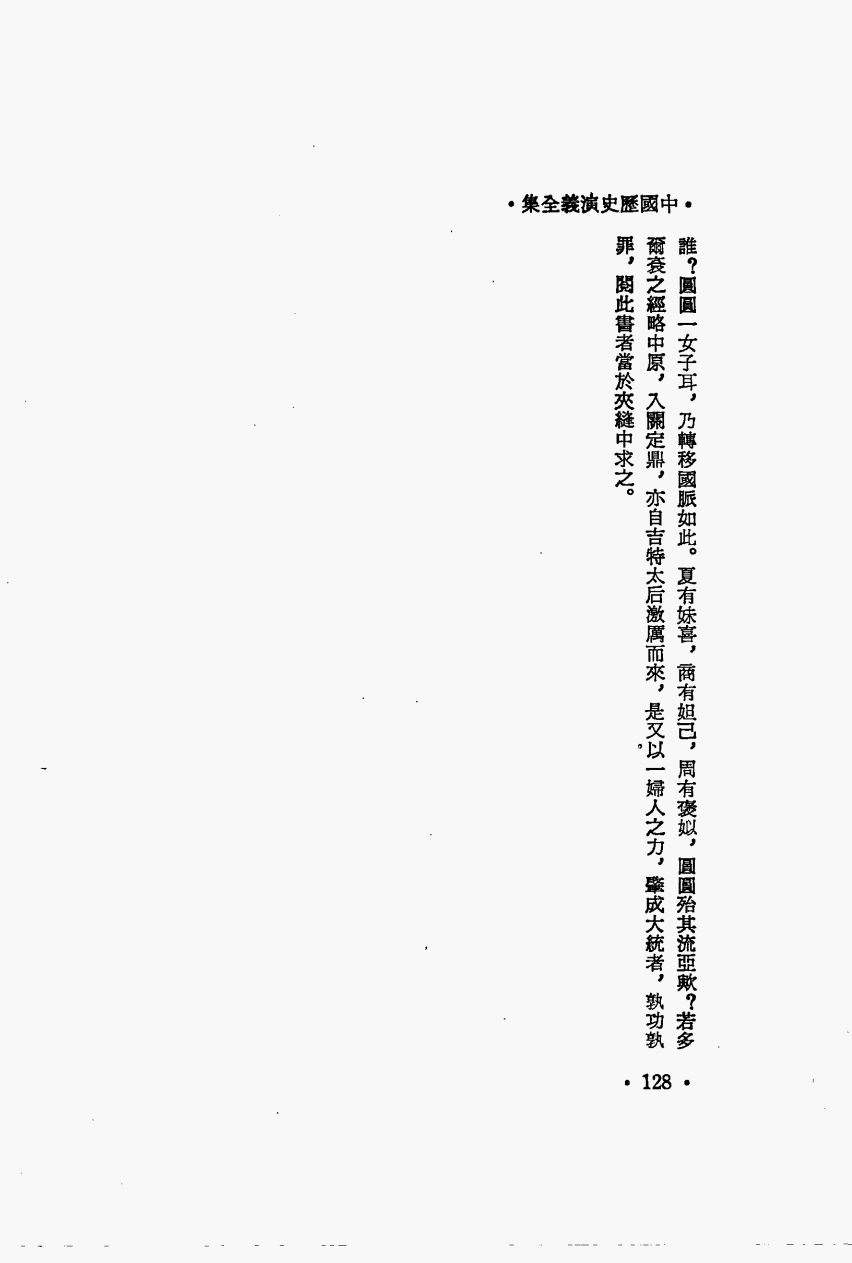 •集全義演史歷國中•
誰？圓圓一女子耳，乃轉移國脈如此。夏有妹喜，商有妲己，周有褒姒，圓圓殆其流亞歟？若多
爾袞之經略中原，入關定鼎，亦自吉特太后激厲而來，是又以一婦人之力，肇成大統者，孰功孰
罪，閱此書者當於夾縫中求之。
• 128 •